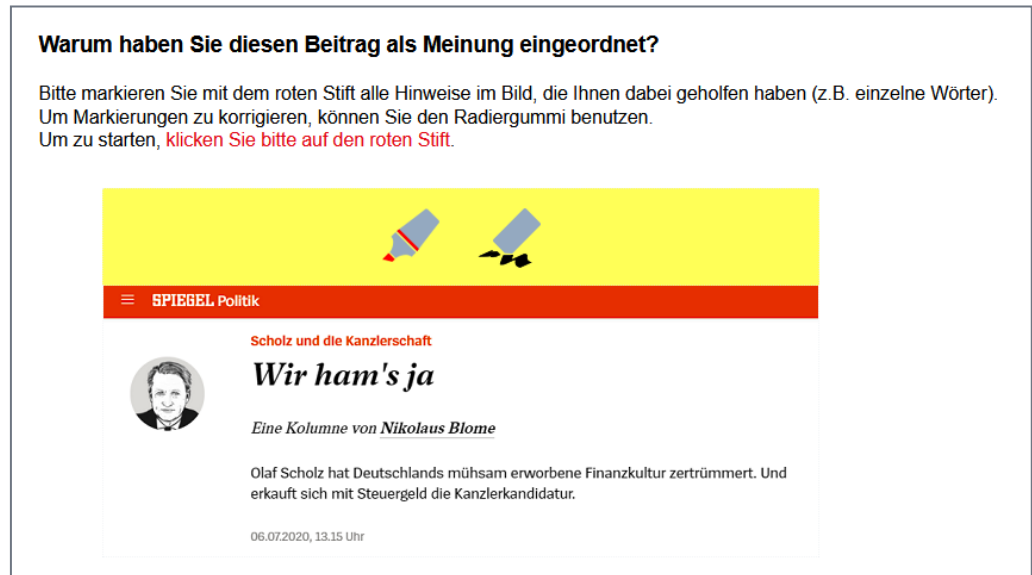 Warum haben Sie diesen Beitrag als Meinung eingeordnet?
Bitte markieren Sie mit dem roten Stift alle Hinweise im Bild, die Ihnen dabei geholfen haben (z.B. einzelne Wörter).
Um Markierungen zu korrigieren, können Sie den Radiergummi benutzen.
Um zu starten, klicken Sie bitte auf den roten Stift.
SPIEGEL Politik
Scholz und die Kanzlerschaft
Wir ham's ja
Eine Kolumne von Nikolaus Blome
Olaf Scholz hat Deutschlands mühsam erworbene Finanzkultur zertrümmert. Und
erkauft sich mit Steuergeld die Kanzlerkandidatur.
06.07.2020, 13.15 Uhr